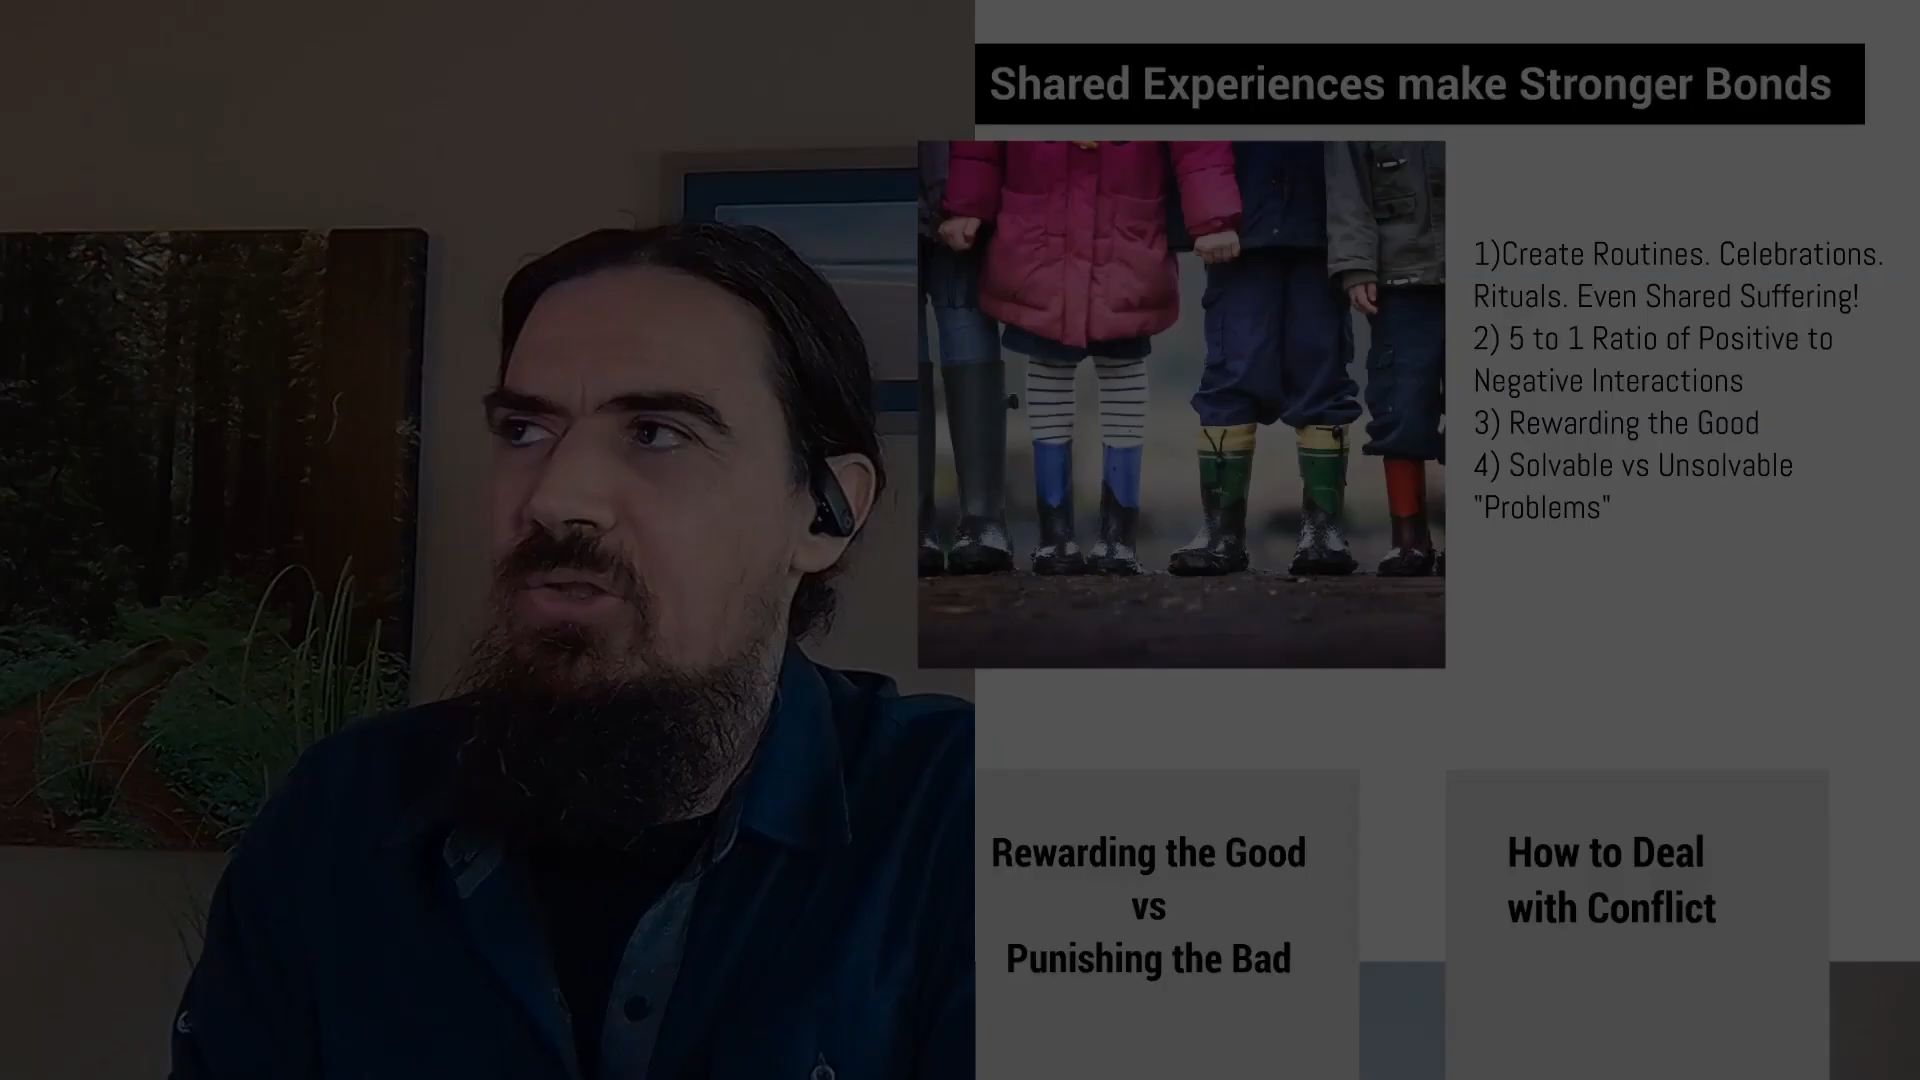 Shared Experiences make Stronger Bonds
1)Create Routines. Celebrations.
Rituals. Even Shared Suffering!
2) 5 to 1 Ratio of Positive to
Negative Interactions
3) Rewarding the Good
4) Solvable vs Unsolvable
"Problems"
Rewarding the Good
vs
Punishing the Bad
How to Deal
with Conflict